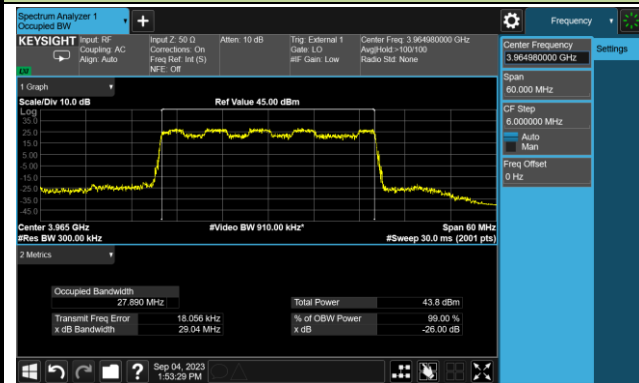 Spectrum Analyzer 1
Occupied BW
Frequency
KEYSIGHT
Input: RF
Coupling: AC
Align: Auto
Input Z: 50 Ω
Corrections: On
Freq Ref: Int (S)
NFE: Off
Atten: 10 dB
Trig: External 1
Gate: LO
#IF Gain: Low
Center Freq: 3.964980000 GHz
Avg|Hold:>100/100
Radio Std: None
Center Frequency
3.964980000 GHz
Settings
Span
60.000 MHz
CF Step
6.000000 MHz
Auto
Man
Freq Offset
0 Hz
1 Graph
Scale/Div 10.0 dB
Ref Value 45.00 dBm
Log
35.0
25.0
15.0
5.00
-5.00
-15.0
-25.0
-35.0
-45.0
Center 3.965 GHz
#Video BW 910.00 kHz*
Span 60 MHz
#Res BW 300.00 kHz
#Sweep 30.0 ms (2001 pts)
2 Metrics
Occupied Bandwidth
27.890 MHz
Total Power
43.8 dBm
Transmit Freq Error
18.056 kHz
% of OBW Power
99.00 %
x dB Bandwidth
29.04 MHz
x dB
-26.00 dB
?
Sep 04, 2023
1:53:29 PM